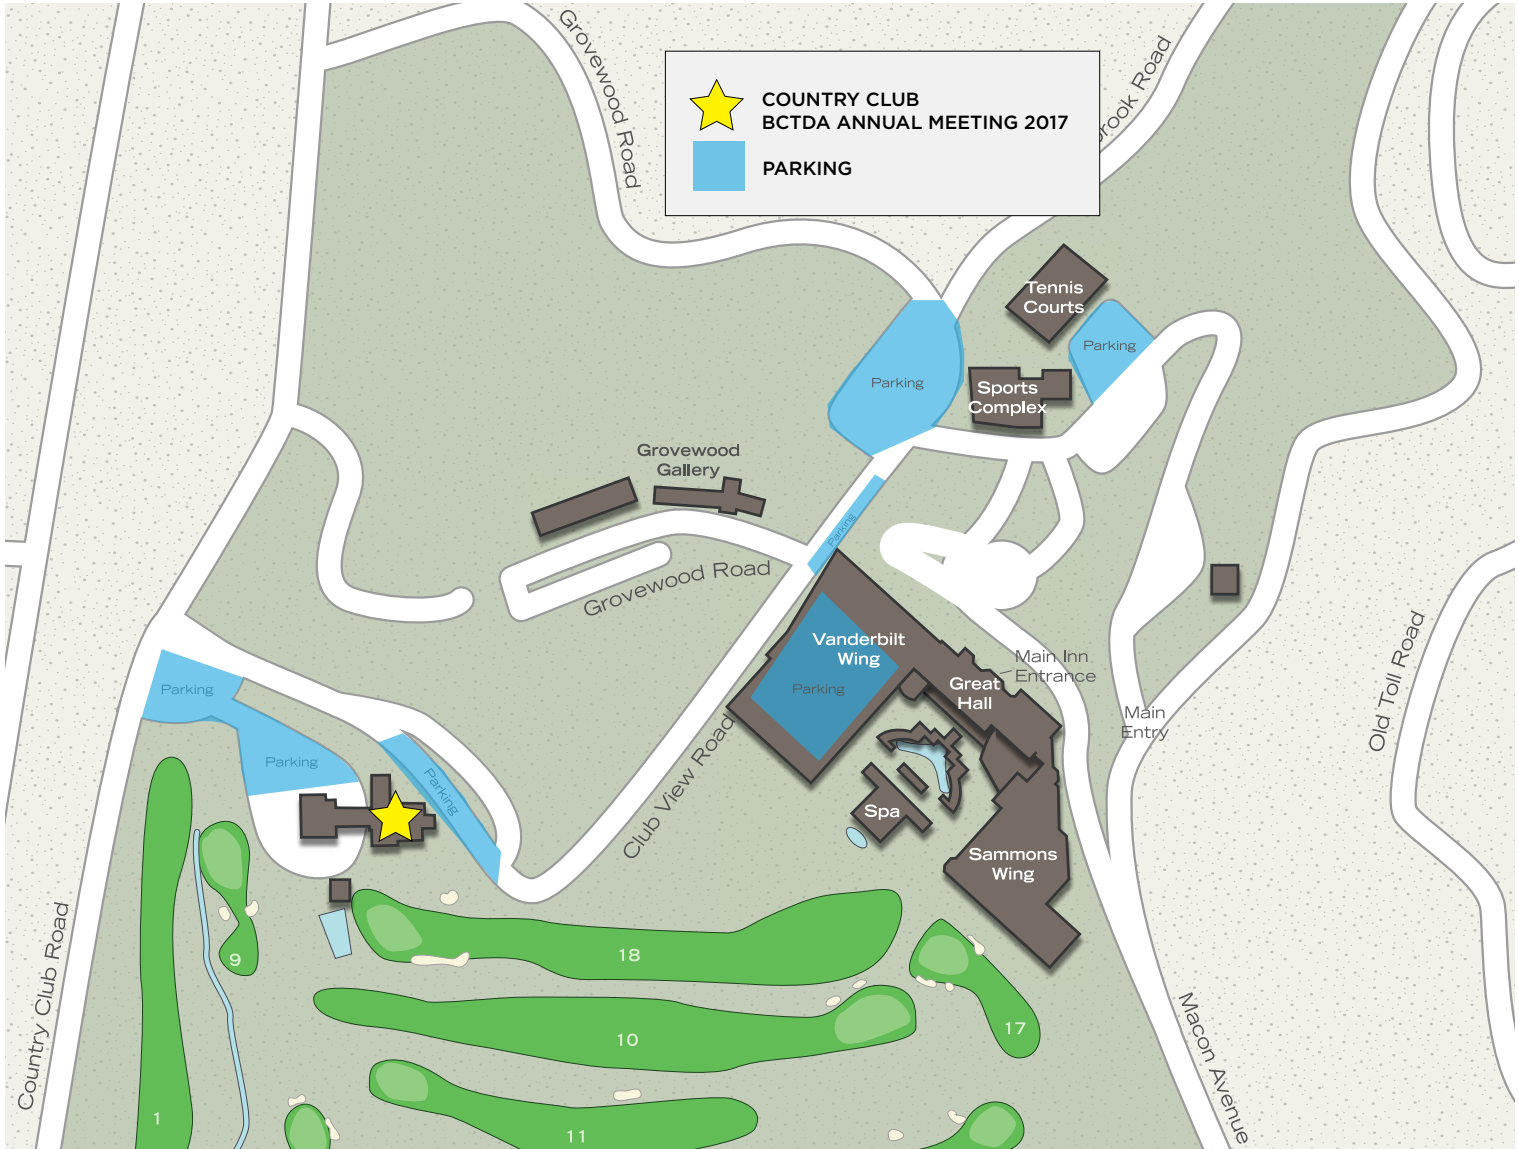 Grovewood Road
COUNTRY CLUB
BCTDA ANNUAL MEETING 2017
PARKING
Road
Tennis
Courts
Parking
Parking
Sports
Complex
Grovewood
Gallery
Parking
Grovewood Road
Vanderbilt
Wing
Parking
Main Inn
Entrance
Great
Hall
Main
Entry
Old Toll Road
Parking
Parking
Parking
Club View Road
Spa
Sammons
Wing
Country Club Road
9
18
17
10
1
11
Macon Avenue